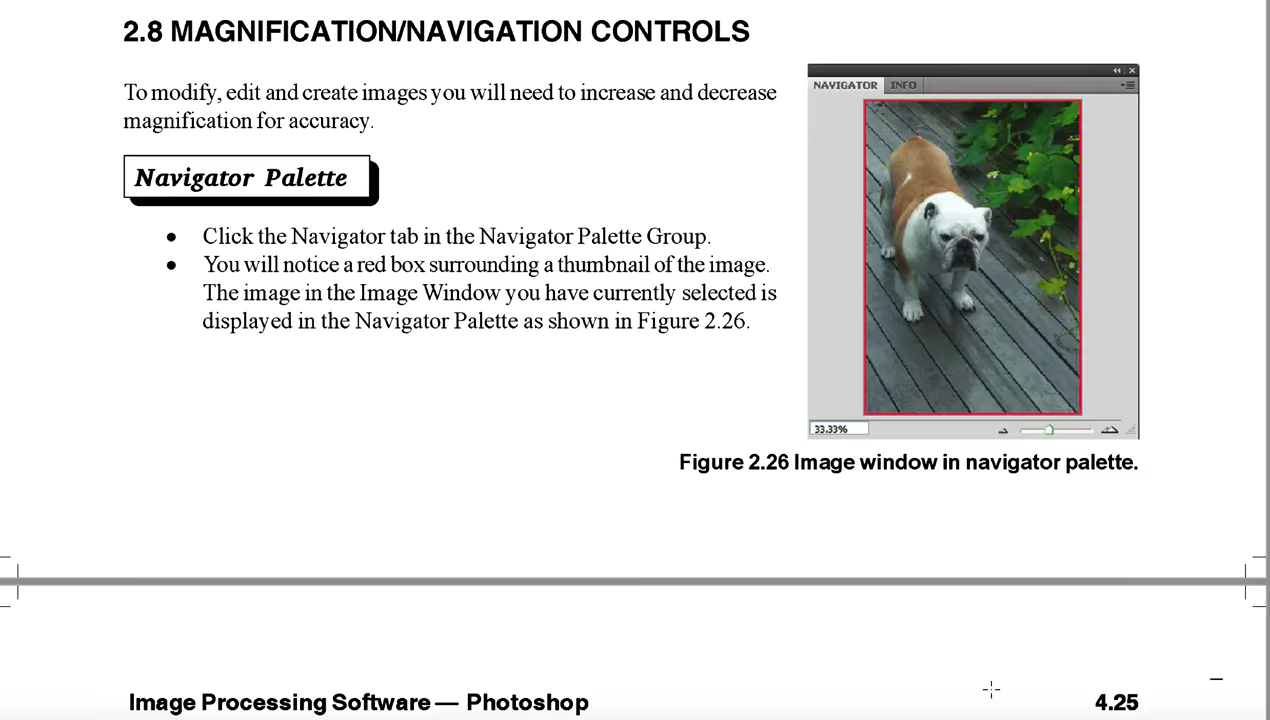 2.8 MAGNIFICATION/NAVIGATION CONTROLS
To modify, edit and create images you will need to increase and decrease
magnification for accuracy.
Navigator Palette
● Click the Navigator tab in the Navigator Palette Group.
● You will notice a red box surrounding a thumbnail of the image.
The image in the Image Window you have currently selected is
displayed in the Navigator Palette as shown in Figure 2.26.
NAVIGATOR INFO
33.33%
Figure 2.26 Image window in navigator palette.
Image Processing Software — Photoshop 4.25